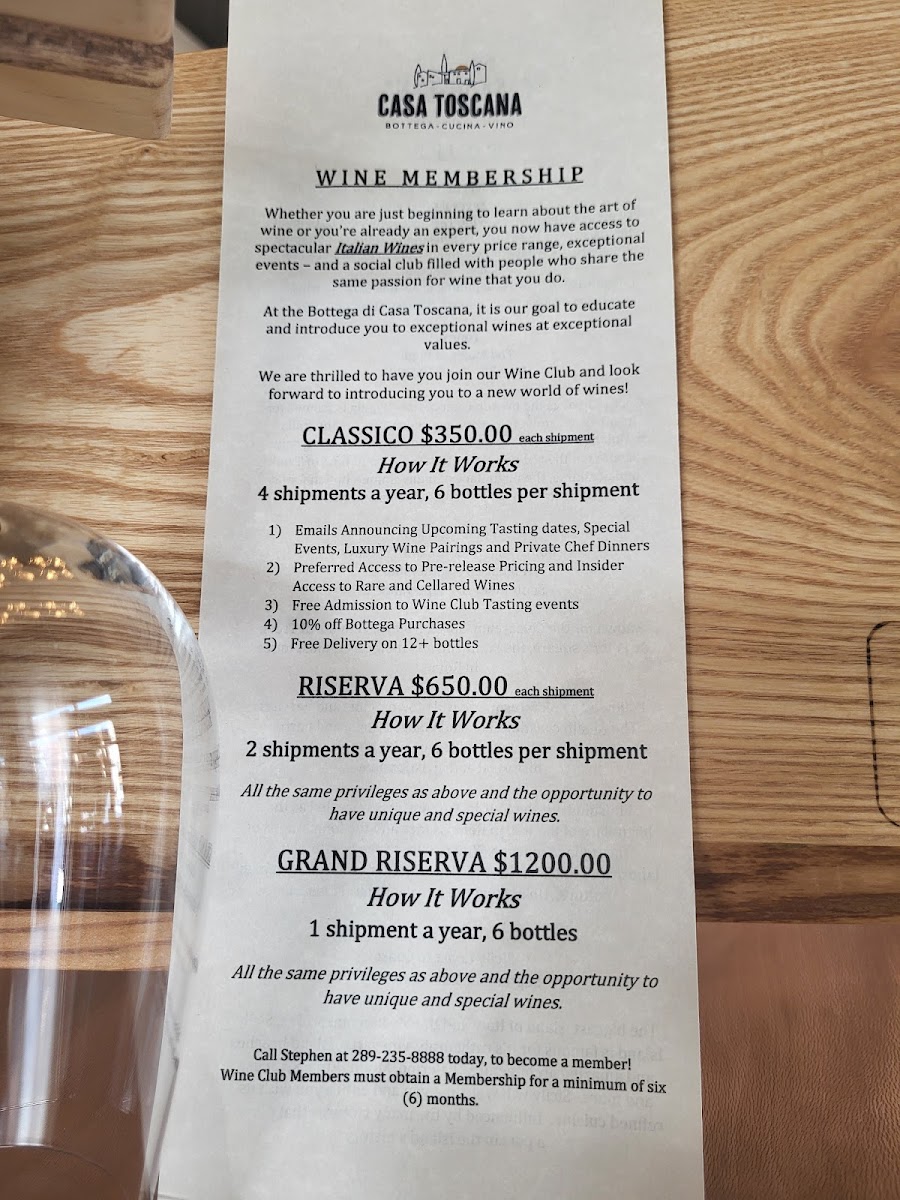 CASA TOSCANA
BOTTEGA-CUCINA-VINO
WINE MEMBERSHIP
Whether you are just beginning to learn about the art of
wine or you're already an expert, you now have access to
spectacular Italian Wines in every price range, exceptional
events – and a social club filled with people who share the
same passion for wine that you do.
At the Bottega di Casa Toscana, it is our goal to educate
and introduce you to exceptional wines at exceptional
values.
We are thrilled to have you join our Wine Club and look
forward to introducing you to a new world of wines!
CLASSICO $350.00 each shipment
How It Works
4 shipments a year, 6 bottles per shipment
1) Emails Announcing Upcoming Tasting dates, Special
Events, Luxury Wine Pairings and Private Chef Dinners
2) Preferred Access to Pre-release Pricing and Insider
Access to Rare and Cellared Wines
3) Free Admission to Wine Club Tasting events
4) 10% off Bottega Purchases
5) Free Delivery on 12+ bottles
RISERVA $650.00 each shipment
How It Works
2 shipments a year, 6 bottles per shipment
All the same privileges as above and the opportunity to
have unique and special wines.
GRAND RISERVA $1200.00
How It Works
1 shipment a year, 6 bottles
All the same privileges as above and the opportunity to
have unique and special wines.
Call Stephen at 289-235-8888 today, to become a member!
Wine Club Members must obtain a Membership for a minimum of six
(6) months.